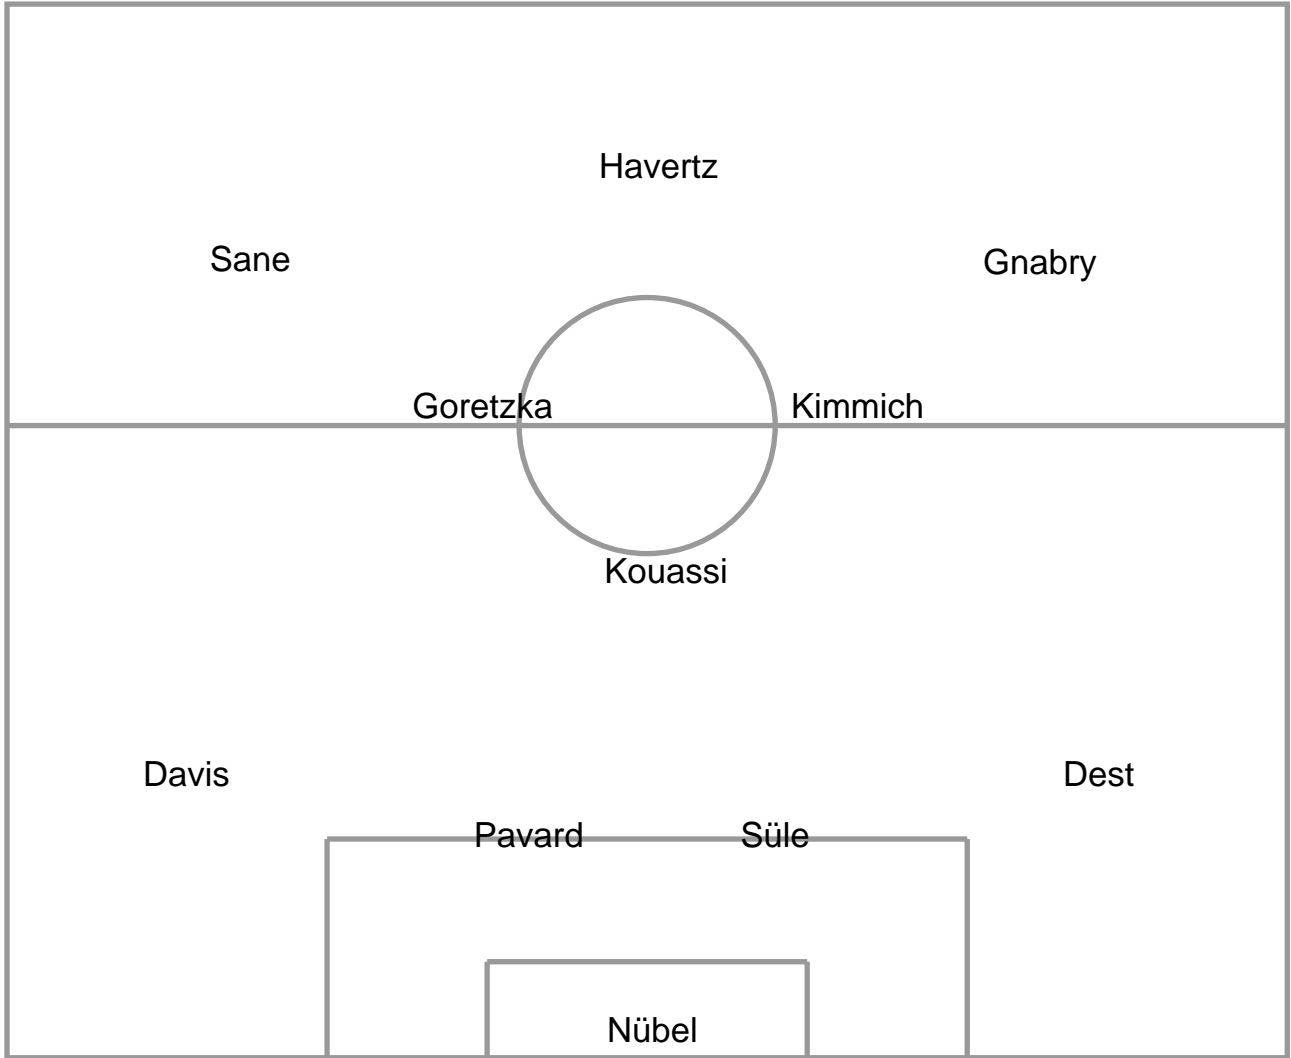 Havertz
Sane
Gnabry
Goretzka
Kimmich
Kouassi
Davis
Dest
Pavard
Süle
Nübel